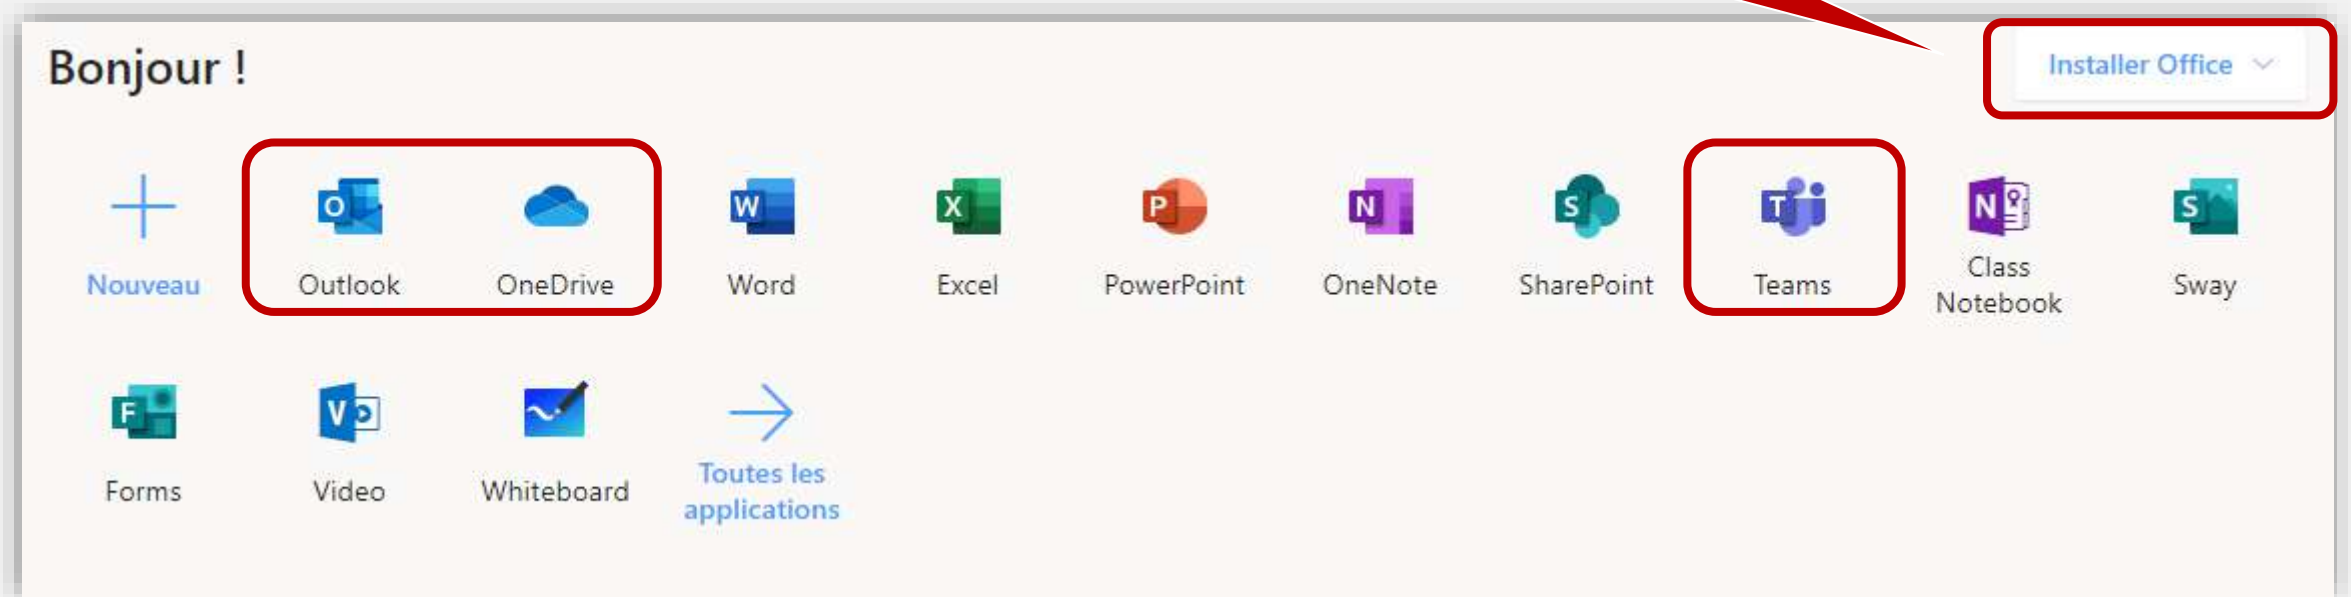 Bonjour !
Installer Office
Nouveau
Outlook
OneDrive
Word
Excel
PowerPoint
OneNote
SharePoint
Teams
Class
Notebook
Sway
Forms
Video
Whiteboard
Toutes les
applications